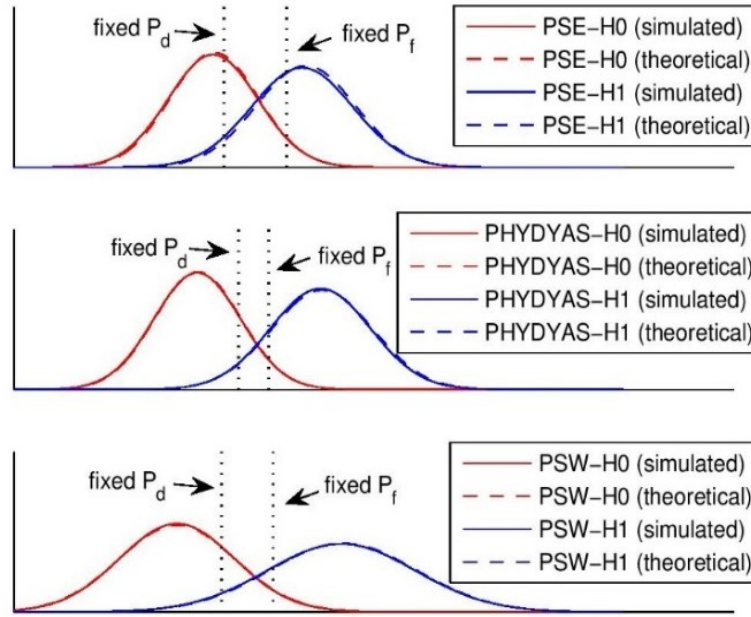 fixed P_d
fixed P_f
PSE-H0 (simulated)
PSE-H0 (theoretical)
PSE-H1 (simulated)
PSE-H1 (theoretical)
fixed P_d
fixed P_f
PHYDYAS-H0 (simulated)
PHYDYAS-H0 (theoretical)
PHYDYAS-H1 (simulated)
PHYDYAS-H1 (theoretical)
fixed P_d
fixed P_f
PSW-H0 (simulated)
PSW-H0 (theoretical)
PSW-H1 (simulated)
PSW-H1 (theoretical)